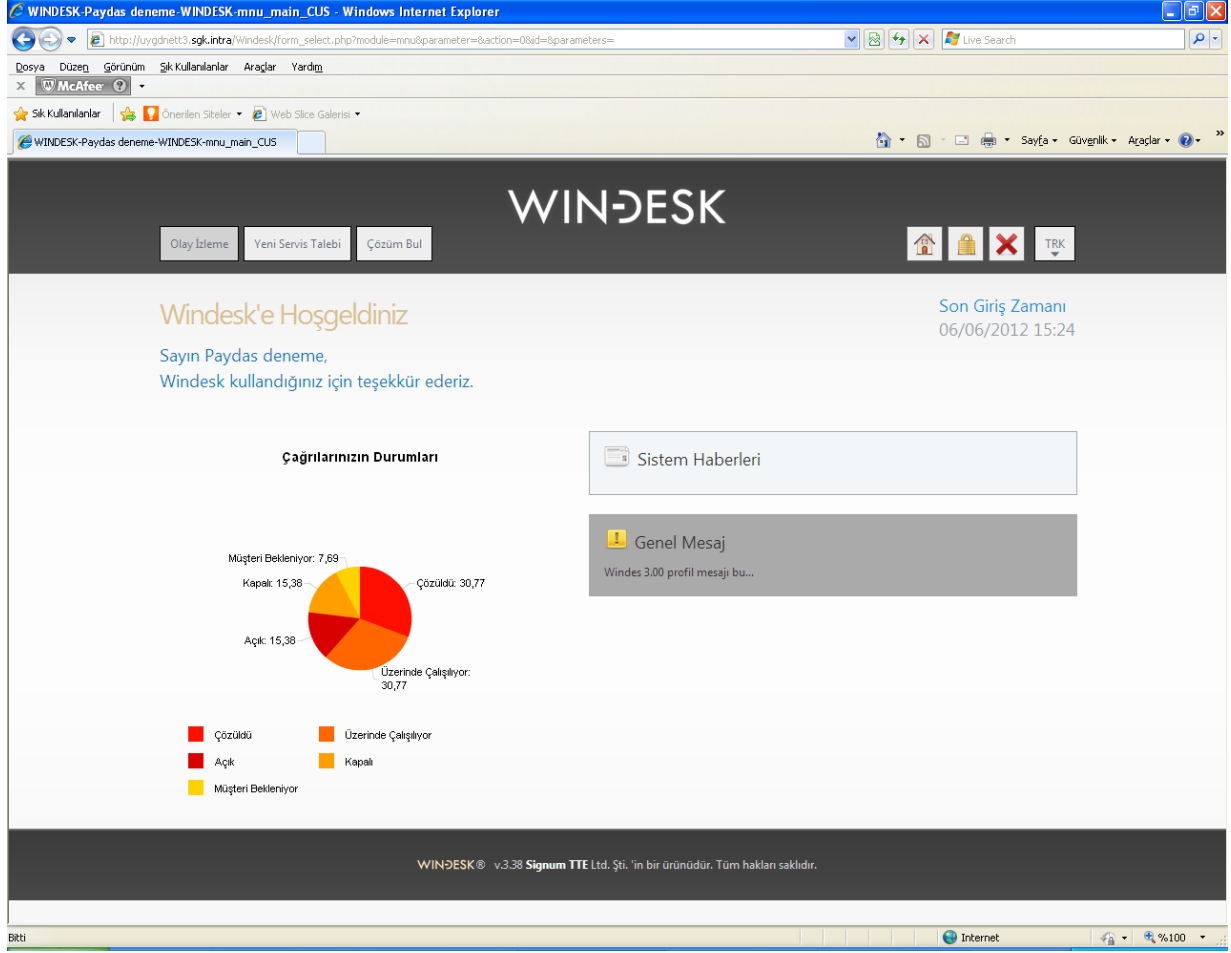 WINDESK-Paydas deneme-WINDESK-mnu_main_CUS - Windows Internet Explorer
http://uygdnett3.sgk.intra/Windesk/form_select.php?module=mnu&parameter=&action=0&id=&parameters=
Live Search
Dosya Düzen Görünüm Sık Kullanılanlar Araçlar Yardım
X McAfee ?
Sık Kullanılanlar Önerilen Siteler Web Slice Galerisi
WINDESK-Paydas deneme-WINDESK-mnu_main_CUS
Sayfa Güvenlik Araçlar »
WINDESK
Olay İzleme Yeni Servis Talebi Çözüm Bul
TRK
Windesk'e Hoşgeldiniz
Son Giriş Zamanı
06/06/2012 15:24
Sayın Paydas deneme,
Windesk kullandığınız için teşekkür ederiz.
Çağrılarınızın Durumları
Müşteri Bekleniyor: 7,69
Kapalı: 15,38
Çözüldü: 30,77
Açık: 15,38
Üzerinde Çalışılıyor:
30,77
Çözüldü
Üzerinde Çalışılıyor
Açık
Kapalı
Müşteri Bekleniyor
Sistem Haberleri
Genel Mesaj
Windes 3.00 profil mesajı bu...
WINDESK® v.3.38 Signum TTE Ltd. Şti. 'in bir ürünüdür. Tüm hakları saklıdır.
Bitti
Internet
%100